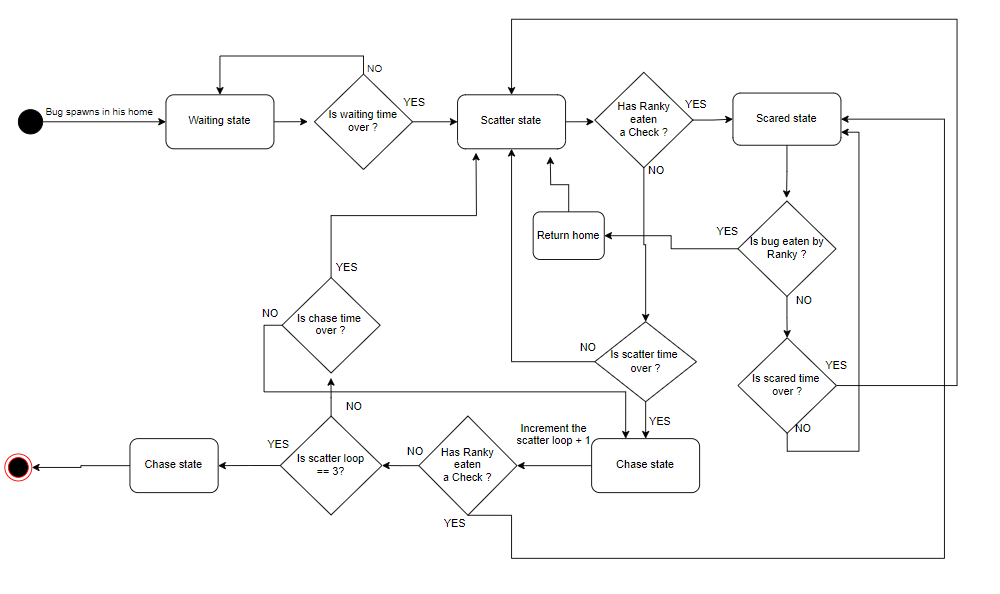 NO
Bug spawns in his home
Waiting state
Is waiting time
over ?
YES
Scatter state
Has Ranky
eaten
a Check ?
YES
Scared state
NO
Return home
YES
Is bug eaten by
Ranky ?
NO
YES
NO
Is chase time
over ?
NO
Is scatter time
over ?
YES
YES
Is scared time
over ?
NO
NO
Increment the
scatter loop + 1
Chase state
YES
Is scatter loop
== 3?
NO
Has Ranky
eaten
a Check ?
Chase state
YES